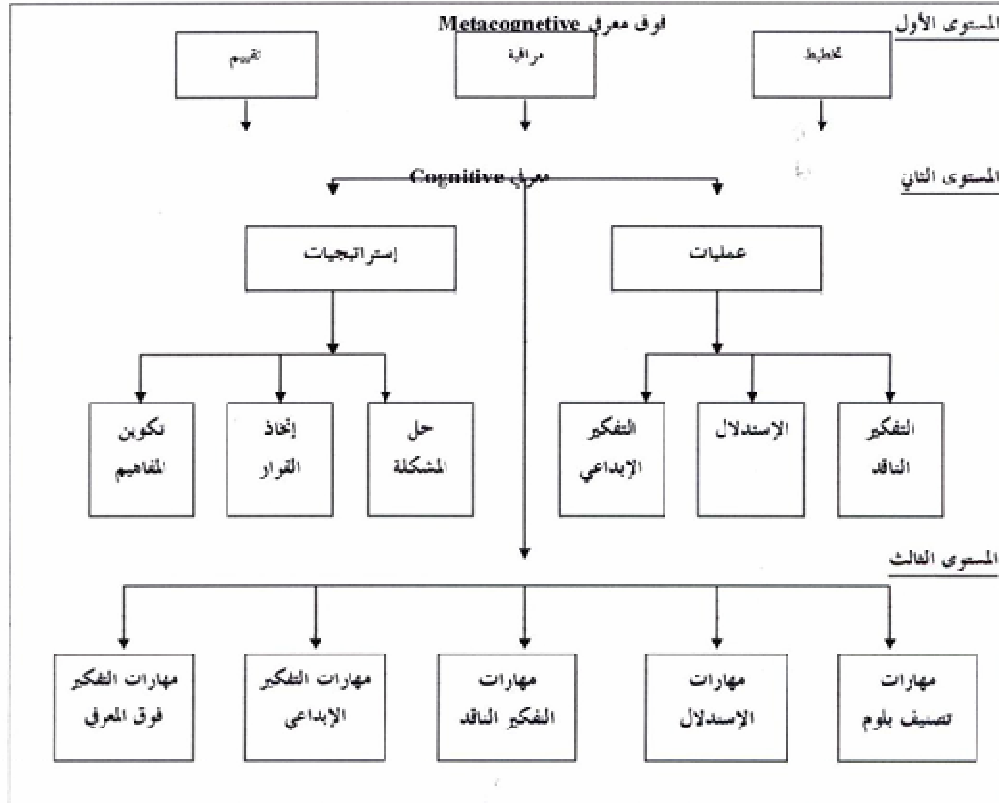 المستوى الأول
فوق معرفي Metacognetive
تخطيط
مراقبة
تقييم
المستوى الثاني
معرفي Cognitive
عمليات
إستراتيجيات
التفكير
الناقد
الإستدلال
التفكير
الإبداعي
حل
المشكلة
إتخاذ
القرار
تكوين
المفاهيم
المستوى الثالث
مهارات
تصنيف بلوم
مهارات
الإستدلال
مهارات
التفكير الناقد
مهارات التفكير
الإبداعي
مهارات التفكير
فوق المعرفي